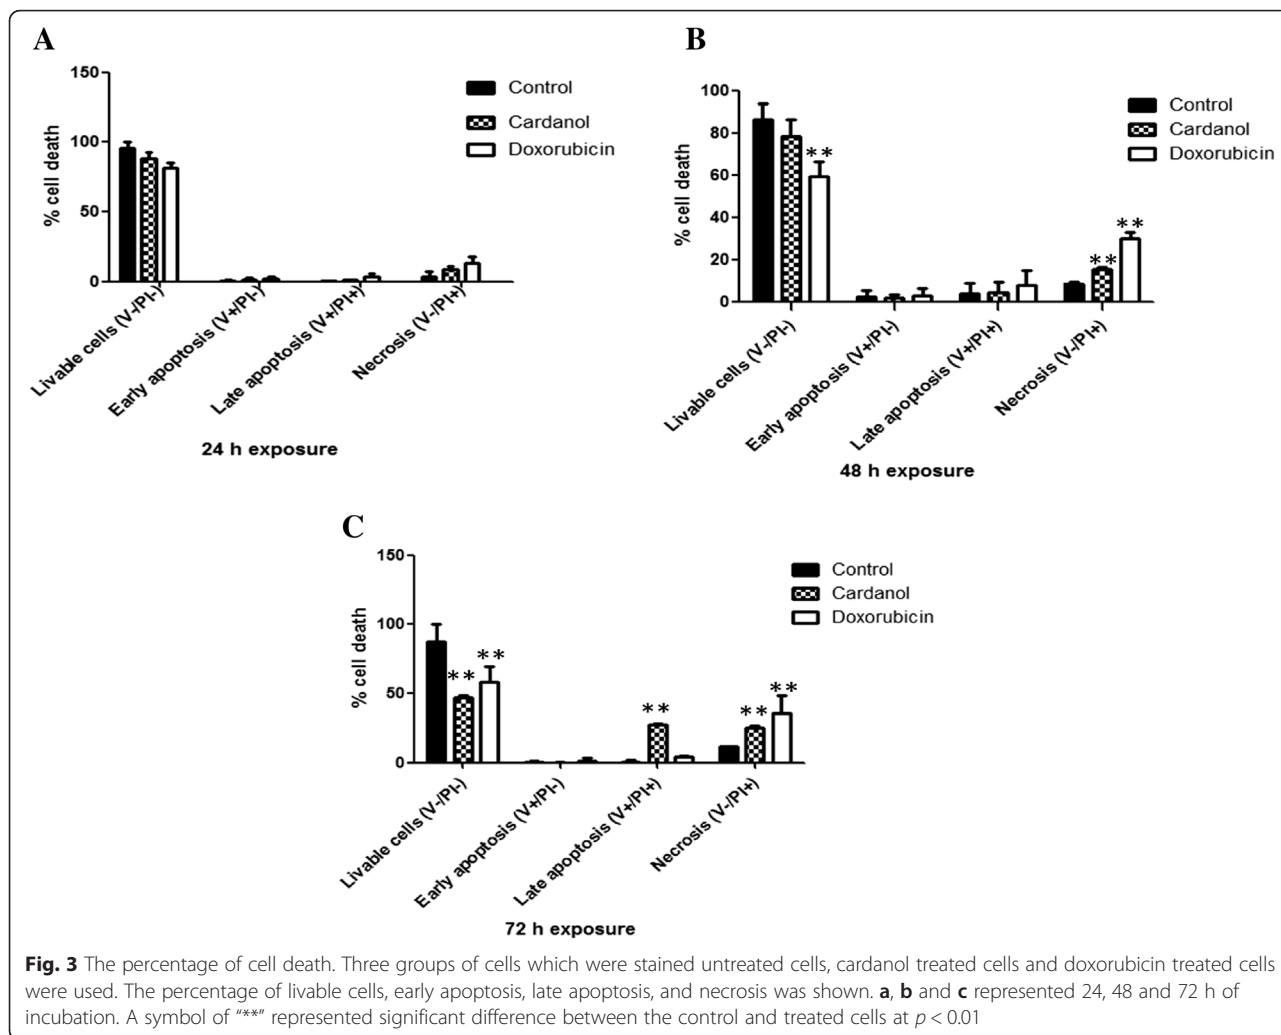 A
150
100
50
0
% cell death
Control
Cardanol
Doxorubicin
Livable cells (V-/PI-)
Early apoptosis (V+/PI-)
Late apoptosis (V+/PI+)
Necrosis (V-/PI+)
24 h exposure
B
100
80
60
40
20
0
% cell death
Control
Cardanol
Doxorubicin
**
**
**
Livable cells (V-/PI-)
Early apoptosis (V+/PI-)
Late apoptosis (V+/PI+)
Necrosis (V-/PI+)
48 h exposure
C
150
100
50
0
% cell death
Control
Cardanol
Doxorubicin
**
**
**
**
**
Livable cells (V-/PI-)
Early apoptosis (V+/PI-)
Late apoptosis (V+/PI+)
Necrosis (V-/PI+)
72 h exposure
Fig. 3 The percentage of cell death. Three groups of cells which were stained untreated cells, cardanol treated cells and doxorubicin treated cells
were used. The percentage of livable cells, early apoptosis, late apoptosis, and necrosis was shown. a, b and c represented 24, 48 and 72 h of
incubation. A symbol of “**” represented significant difference between the control and treated cells at p < 0.01